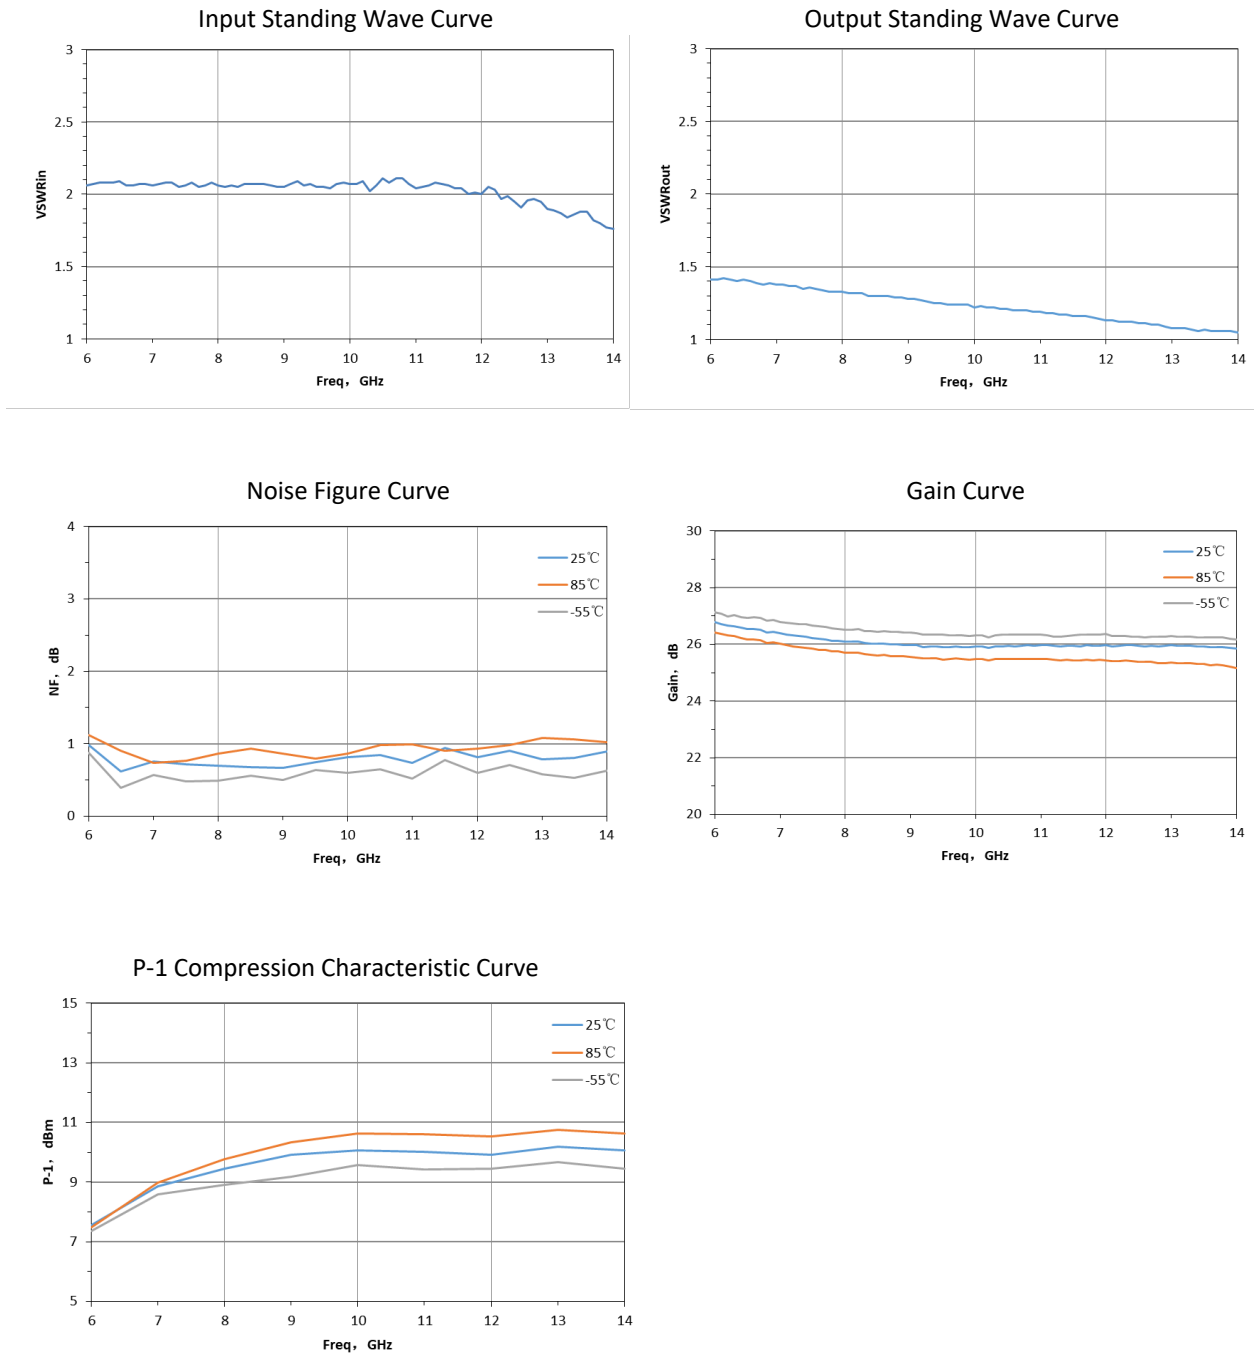 Input Standing Wave Curve
3
2.5
2
1.5
1
VSWRin
6 7 8 9 10 11 12 13 14
Freq，GHz
Output Standing Wave Curve
3
2.5
2
1.5
1
VSWRout
6 7 8 9 10 11 12 13 14
Freq，GHz
Noise Figure Curve
4
3
2
1
0
NF，dB
25℃
85℃
-55℃
6 7 8 9 10 11 12 13 14
Freq，GHz
Gain Curve
30
28
26
24
22
20
Gain，dB
25℃
85℃
-55℃
6 7 8 9 10 11 12 13 14
Freq，GHz
P-1 Compression Characteristic Curve
15
13
11
9
7
5
P-1，dBm
25℃
85℃
-55℃
6 7 8 9 10 11 12 13 14
Freq，GHz